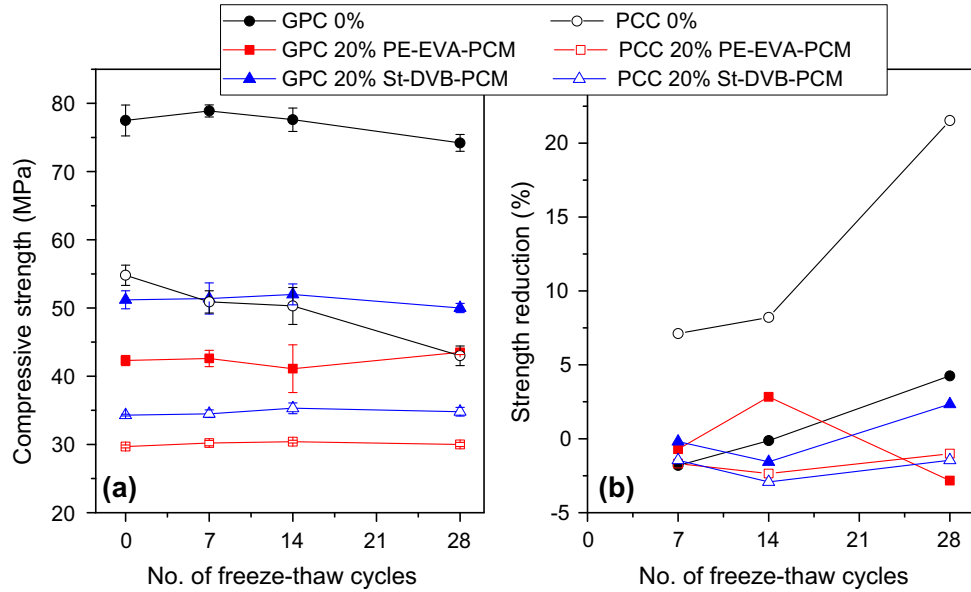 GPC 0% PCC 0%
GPC 20% PE-EVA-PCM PCC 20% PE-EVA-PCM
GPC 20% St-DVB-PCM PCC 20% St-DVB-PCM
Compressive strength (MPa)
80
70
60
50
40
30
20
(a)
0 7 14 21 28
No. of freeze-thaw cycles
Strength reduction (%)
20
15
10
5
0
-5
(b)
0 7 14 21 28
No. of freeze-thaw cycles